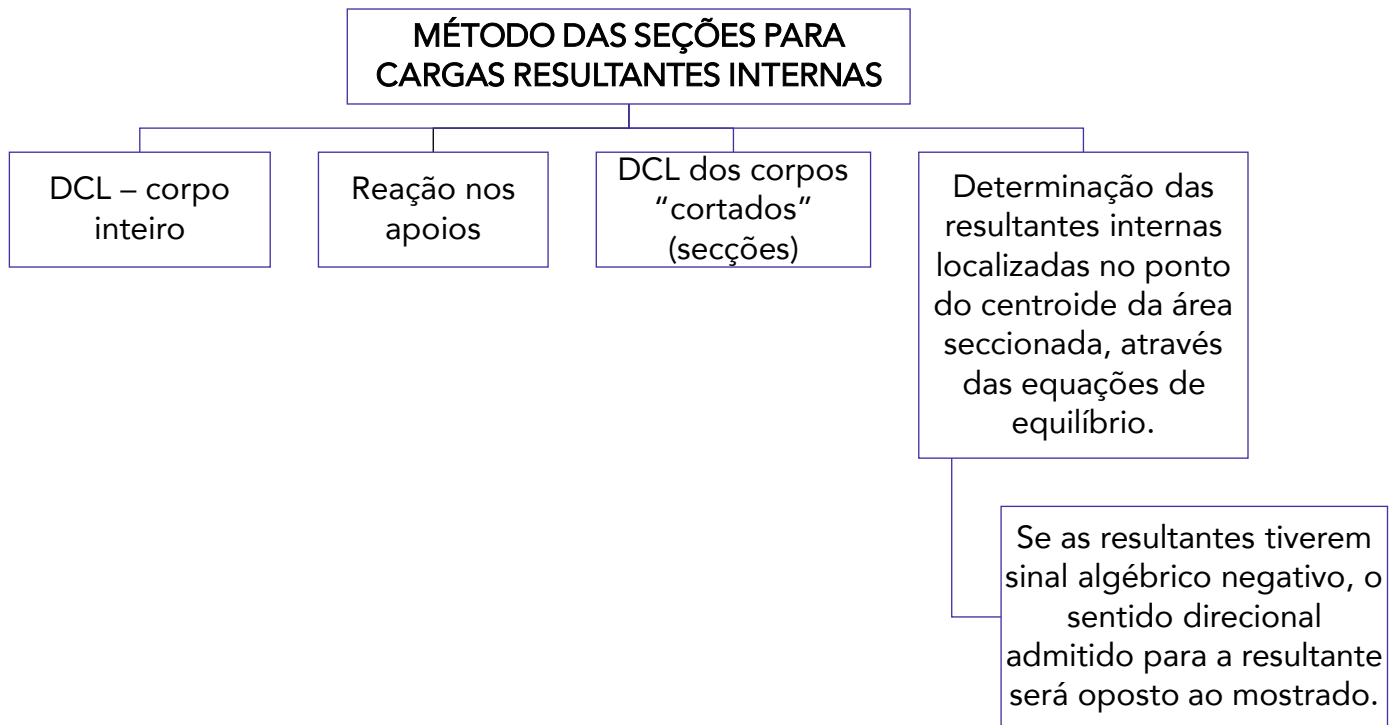 MÉTODO DAS SEÇÕES PARA
CARGAS RESULTANTES INTERNAS
DCL – corpo
inteiro
Reação nos
apoios
DCL dos corpos
“cortados”
(secções)
Determinação das
resultantes internas
localizadas no ponto
do centroide da área
seccionada, através
das equações de
equilíbrio.
Se as resultantes tiverem
sinal algébrico negativo, o
sentido direcional
admitido para a resultante
será oposto ao mostrado.